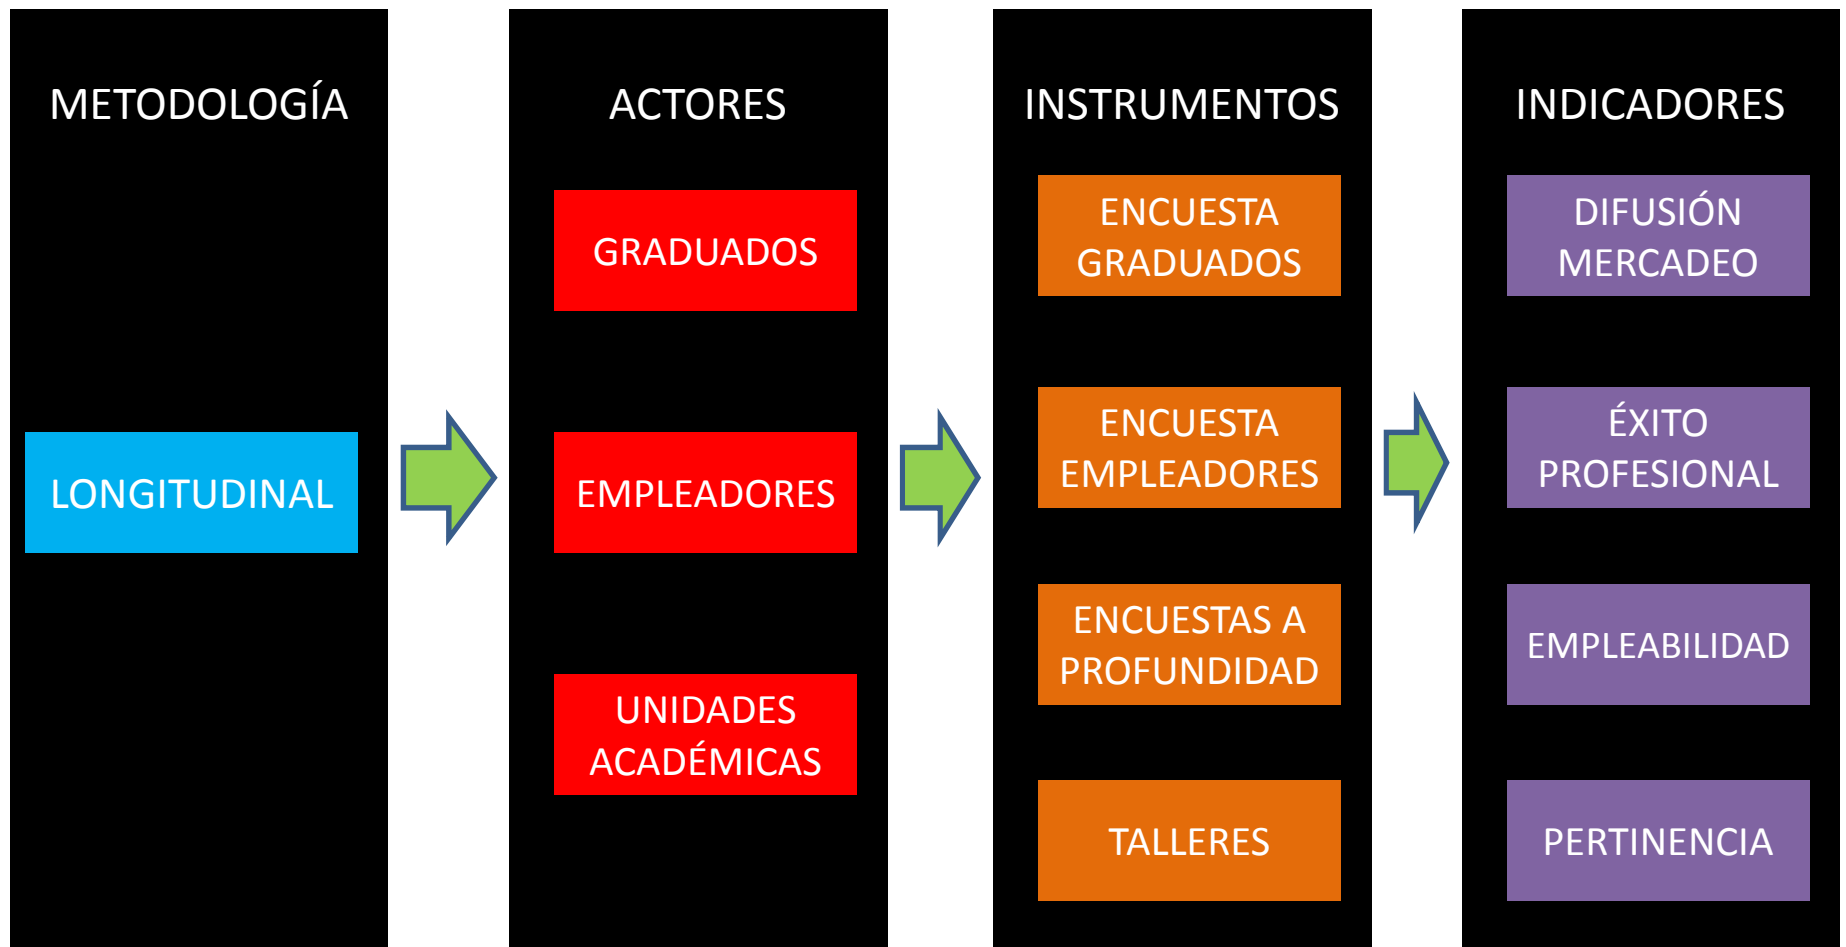 METODOLOGÍA
LONGITUDINAL
ACTORES
GRADUADOS
EMPLEADORES
UNIDADES
ACADÉMICAS
INSTRUMENTOS
ENCUESTA
GRADUADOS
ENCUESTA
EMPLEADORES
ENCUESTAS A
PROFUNDIDAD
TALLERES
INDICADORES
DIFUSIÓN
MERCADEO
ÉXITO
PROFESIONAL
EMPLEABILIDAD
PERTINENCIA